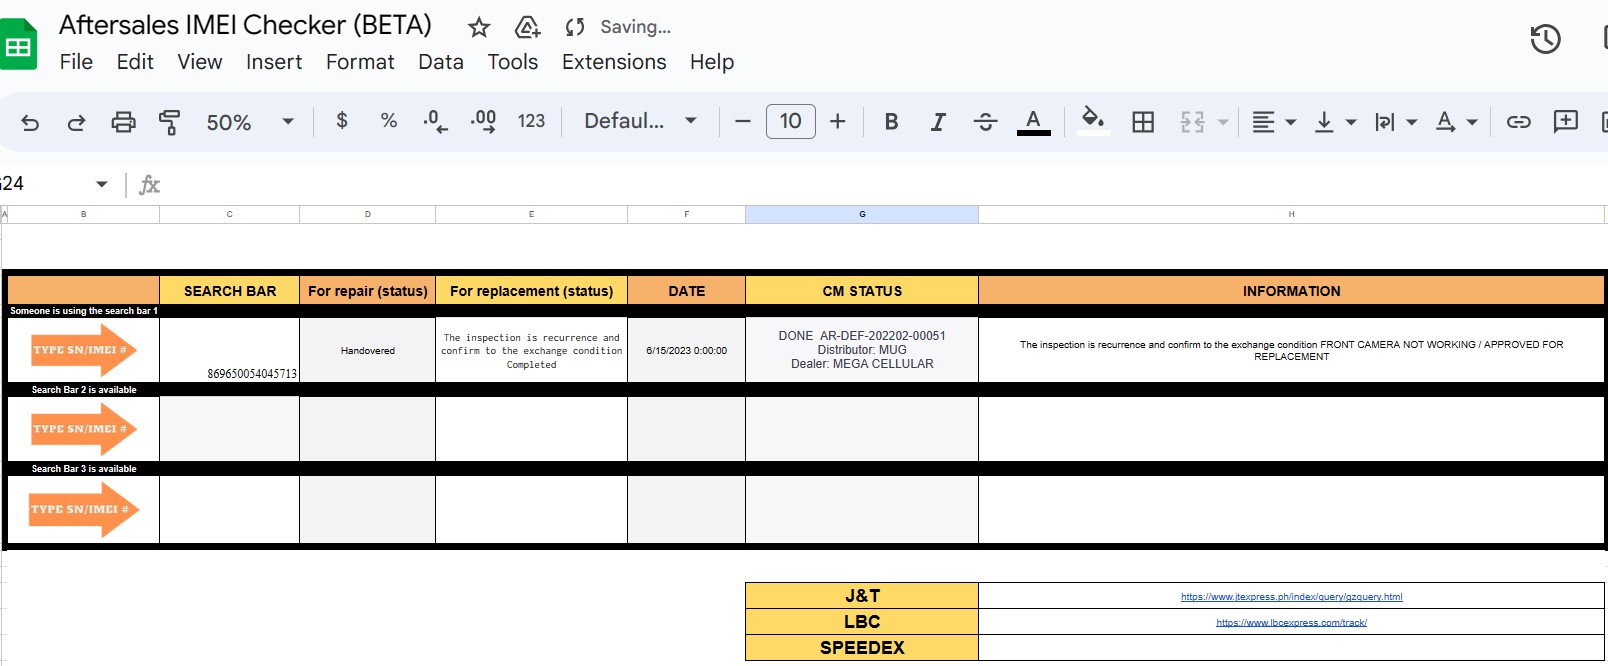 Aftersales IMEI Checker (BETA)
Saving...
File Edit View Insert Format Data Tools Extensions Help
50% $ % .0 .00 123 Defaul... 10 B I S A A
G24 fx
A B C D E F G H
SEARCH BAR For repair (status) For replacement (status) DATE CM STATUS INFORMATION
Someone is using the search bar 1
TYPE SN/IMEI #
869650054045713
Handovered
The inspection is recurrence and
confirm to the exchange condition
Completed
6/15/2023 0:00:00
DONE AR-DEF-202202-00051
Distributor: MUG
Dealer: MEGA CELLULAR
The inspection is recurrence and confirm to the exchange condition FRONT CAMERA NOT WORKING / APPROVED FOR
REPLACEMENT
Search Bar 2 is available
TYPE SN/IMEI #
Search Bar 3 is available
TYPE SN/IMEI #
J&T https://www.jtexpress.ph/index/query/gzquery.html
LBC https://www.lbcexpress.com/track/
SPEEDEX